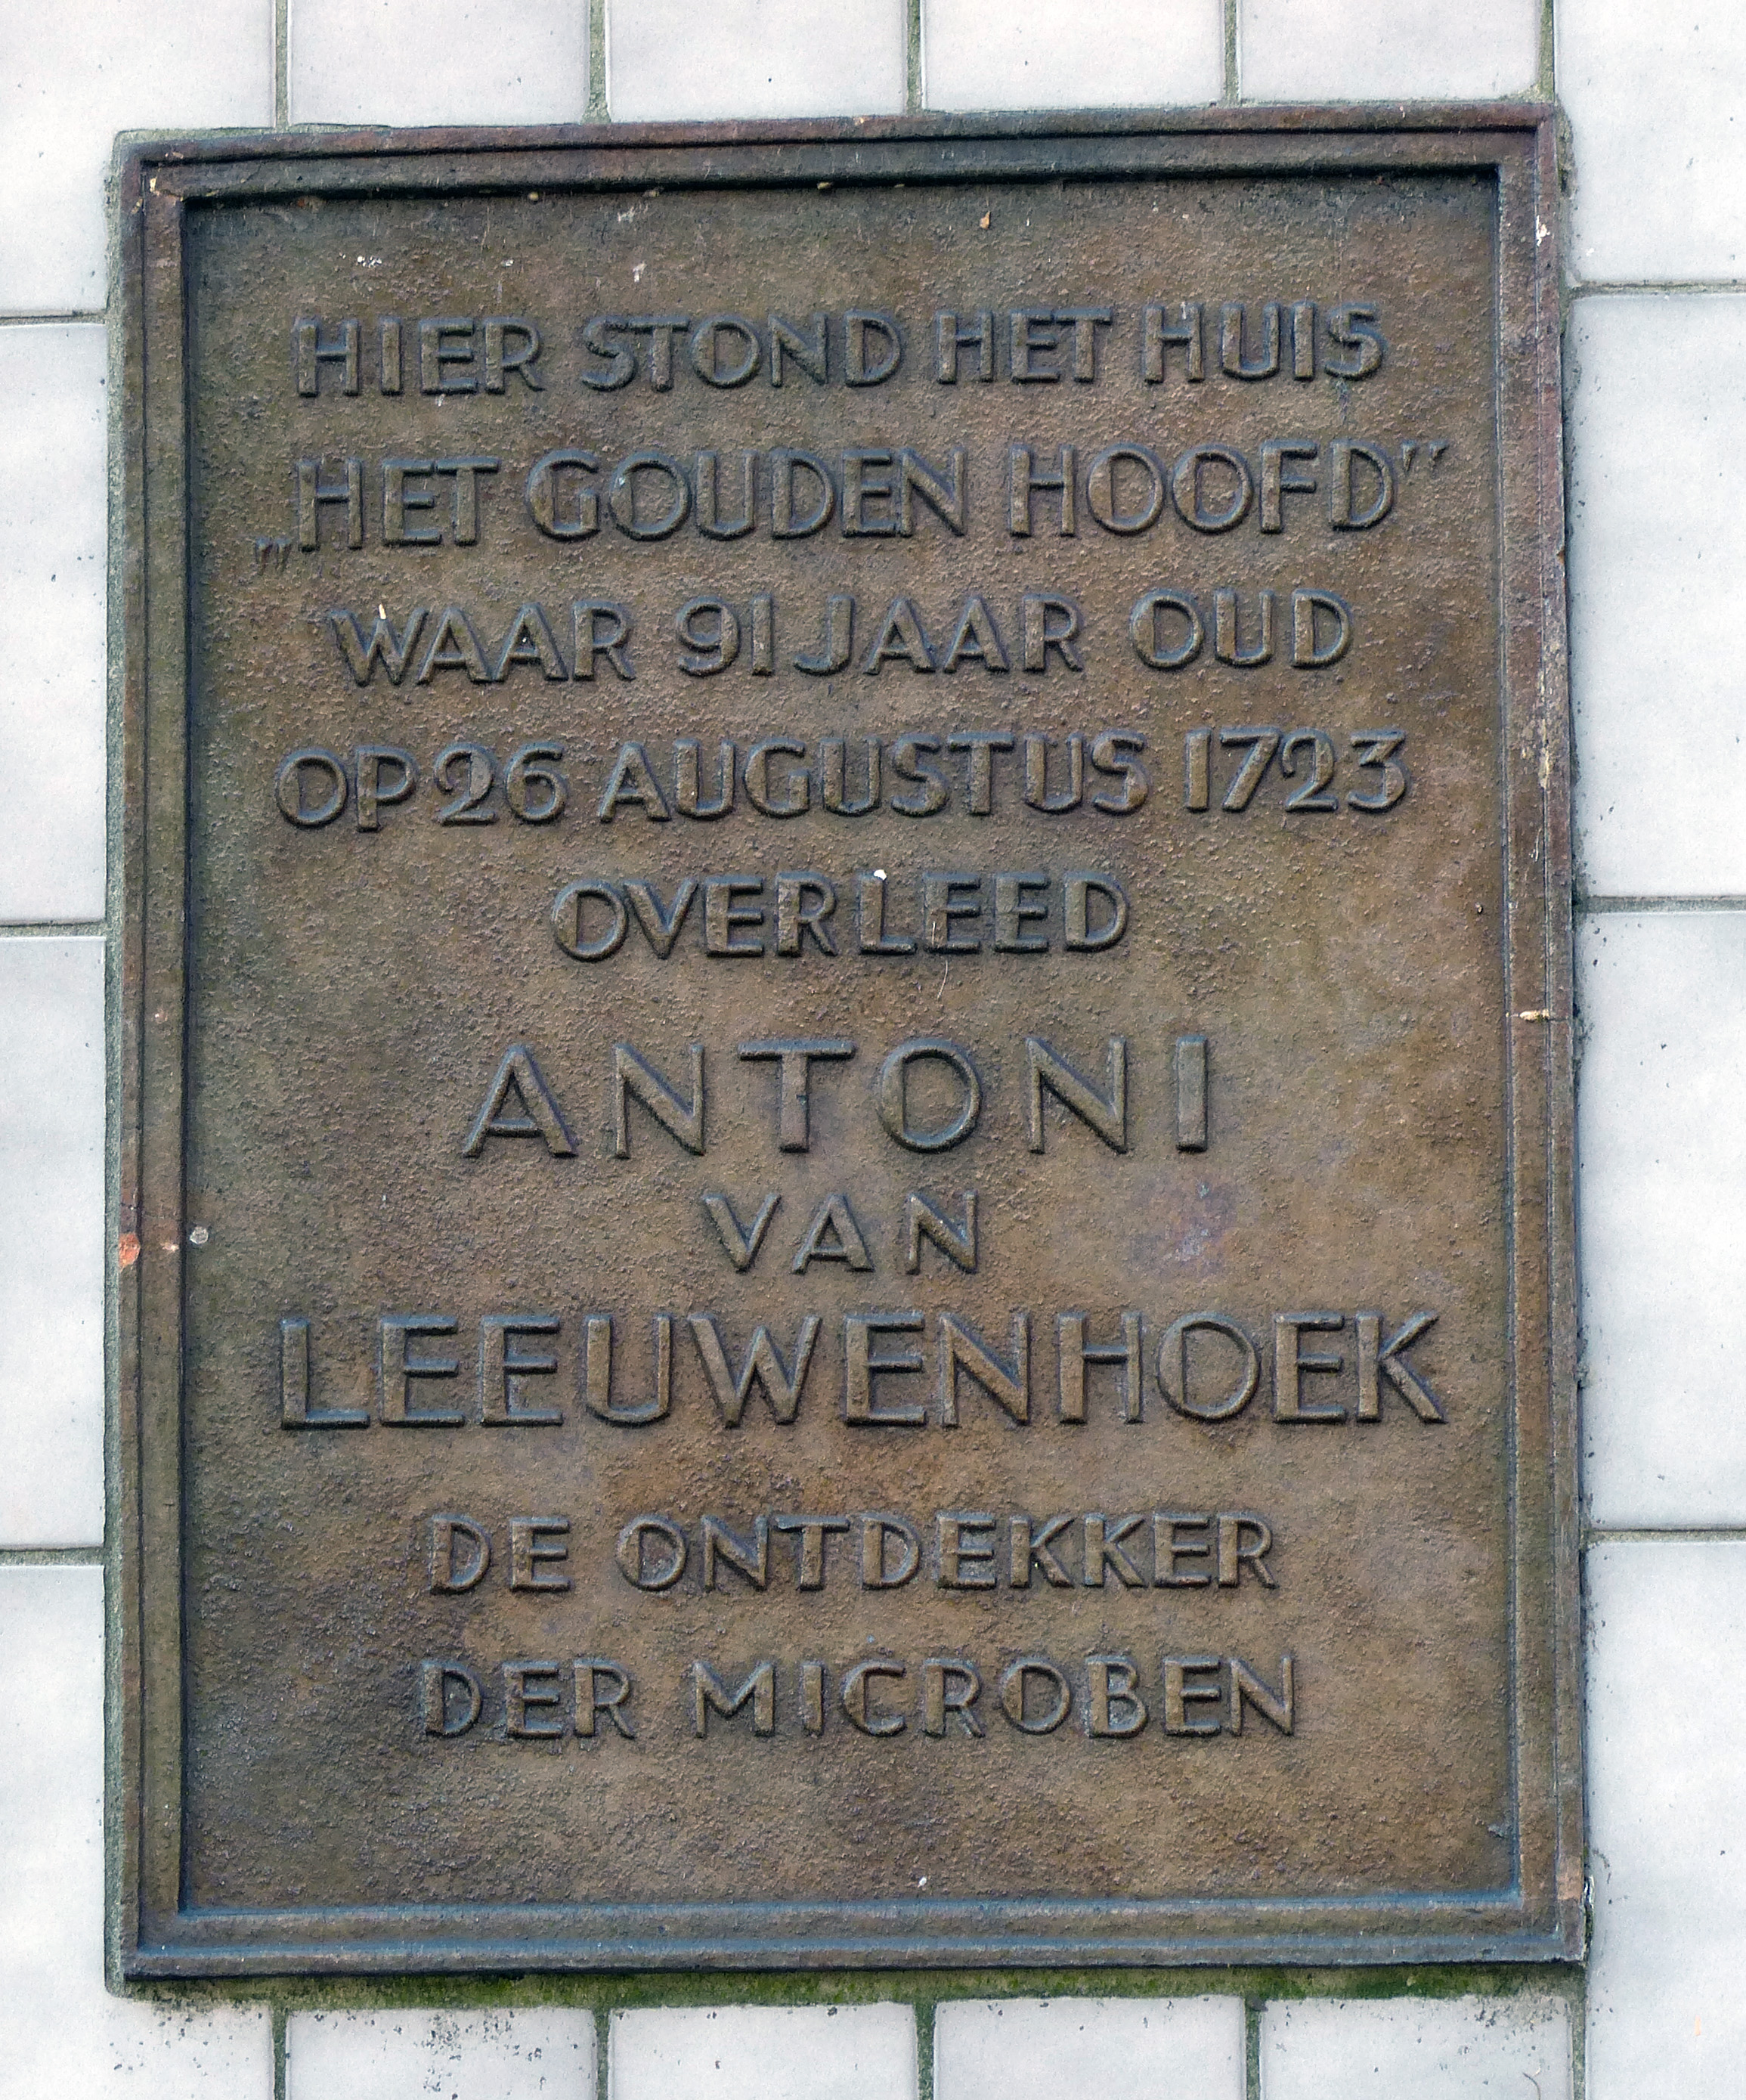 HIER STOND HET HUIS
„HET GOUDEN HOOFD”
WAAR 91 JAAR OUD
OP 26 AUGUSTUS 1723
OVERLEED
ANTONI
VAN
LEEUWENHOEK
DE ONTDEKKER
DER MICROBEN